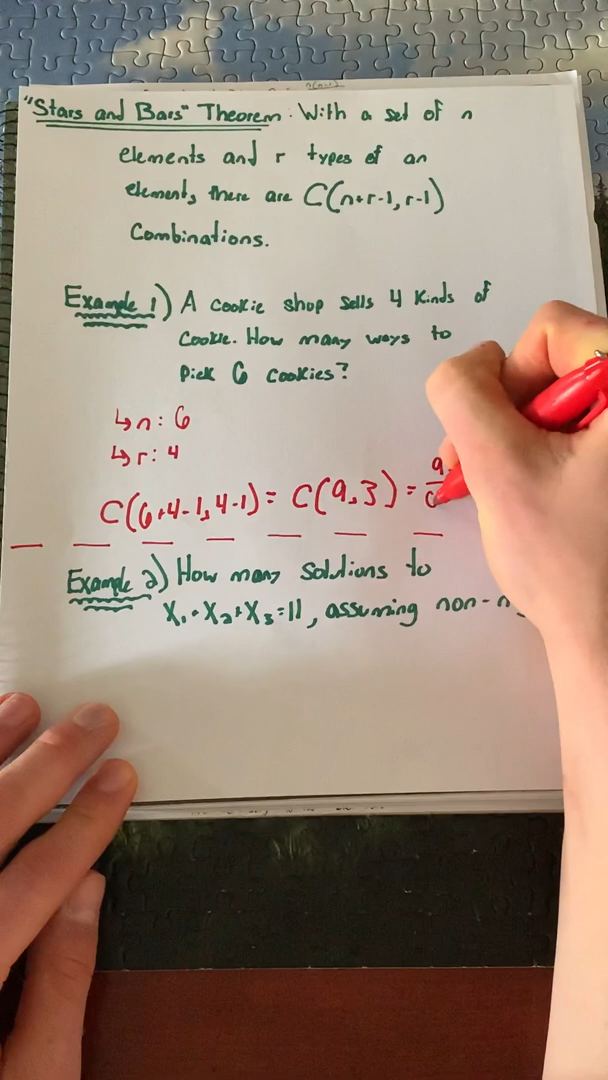 "Stars and Bars" Theorem: With a set of n
elements and r types of an
element, there are C(n+r-1, r-1)
Combinations.
Example 1) A cookie shop sells 4 kinds of
cookie. How many ways to
pick 6 cookies?
↳n: 6
↳r: 4
C(6+4-1, 4-1) = C(9,3) = 9
Example 2) How many solutions to
X₁+X₂+X₃=11, assuming non-